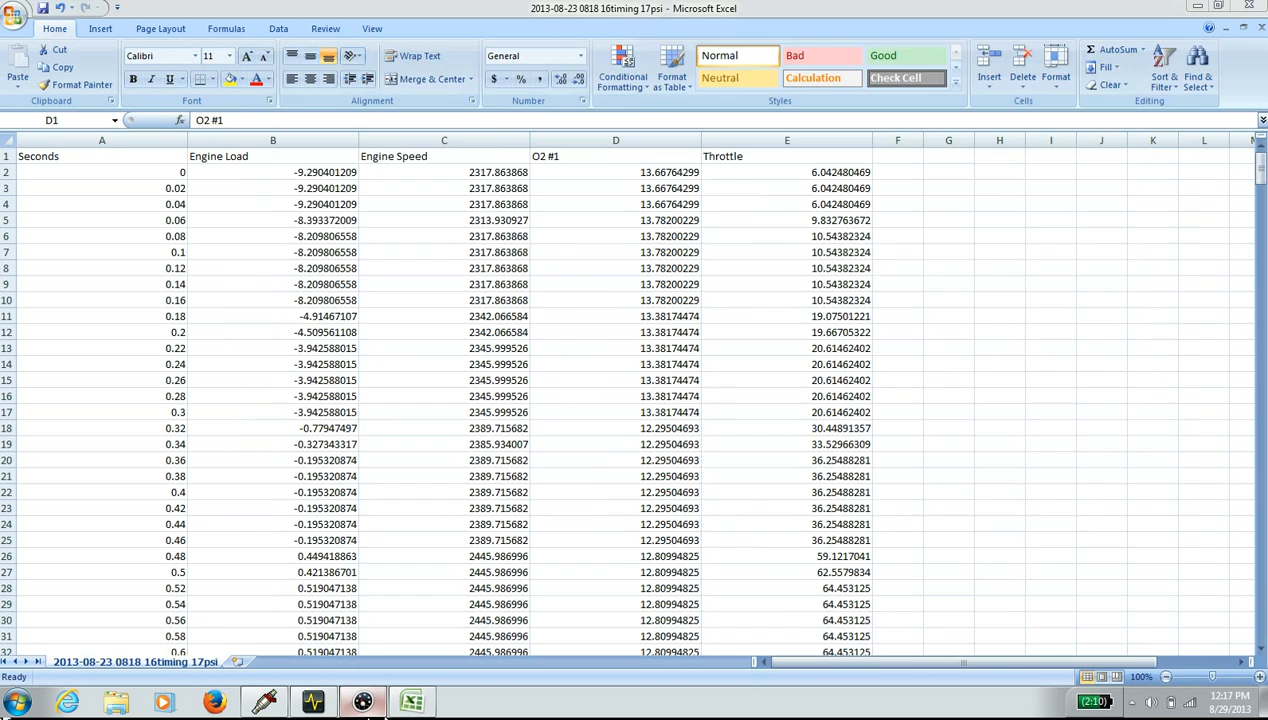 2013-08-23 0818 16timing 17psi - Microsoft Excel
Home Insert Page Layout Formulas Data Review View
Paste Cut Calibri 11 Wrap Text General Conditional Formatting Format as Table Normal Bad Good Insert Delete Format AutoSum Sort & Filter Find & Select
Copy Fill
Format Painter B I U Merge & Center $ % , Neutral Calculation Check Cell Clear
Clipboard Font Alignment Number Styles Cells Editing
D1 fx O2 #1
A B C D E F G H I J K L M
1 Seconds Engine Load Engine Speed O2 #1 Throttle
2 0 -9.290401209 2317.863868 13.66764299 6.042480469
3 0.02 -9.290401209 2317.863868 13.66764299 6.042480469
4 0.04 -9.290401209 2317.863868 13.66764299 6.042480469
5 0.06 -8.393372009 2313.930927 13.78200229 9.832763672
6 0.08 -8.209806558 2317.863868 13.78200229 10.54382324
7 0.1 -8.209806558 2317.863868 13.78200229 10.54382324
8 0.12 -8.209806558 2317.863868 13.78200229 10.54382324
9 0.14 -8.209806558 2317.863868 13.78200229 10.54382324
10 0.16 -8.209806558 2317.863868 13.78200229 10.54382324
11 0.18 -4.91467107 2342.066584 13.38174474 19.07501221
12 0.2 -4.509561108 2342.066584 13.38174474 19.66705322
13 0.22 -3.942588015 2345.999526 13.38174474 20.61462402
14 0.24 -3.942588015 2345.999526 13.38174474 20.61462402
15 0.26 -3.942588015 2345.999526 13.38174474 20.61462402
16 0.28 -3.942588015 2345.999526 13.38174474 20.61462402
17 0.3 -3.942588015 2345.999526 13.38174474 20.61462402
18 0.32 -0.77947497 2389.715682 12.29504693 30.44891357
19 0.34 -0.327343317 2385.934007 12.29504693 33.52966309
20 0.36 -0.195320874 2389.715682 12.29504693 36.25488281
21 0.38 -0.195320874 2389.715682 12.29504693 36.25488281
22 0.4 -0.195320874 2389.715682 12.29504693 36.25488281
23 0.42 -0.195320874 2389.715682 12.29504693 36.25488281
24 0.44 -0.195320874 2389.715682 12.29504693 36.25488281
25 0.46 -0.195320874 2389.715682 12.29504693 36.25488281
26 0.48 0.449418863 2445.986996 12.80994825 59.1217041
27 0.5 0.421386701 2445.986996 12.80994825 62.5579834
28 0.52 0.519047138 2445.986996 12.80994825 64.453125
29 0.54 0.519047138 2445.986996 12.80994825 64.453125
30 0.56 0.519047138 2445.986996 12.80994825 64.453125
31 0.58 0.519047138 2445.986996 12.80994825 64.453125
32 0.6 0.519047138 2445.986996 12.80994825 64.453125
2013-08-23 0818 16timing 17psi
Ready 100%
(2:10) 12:17 PM
8/29/2013